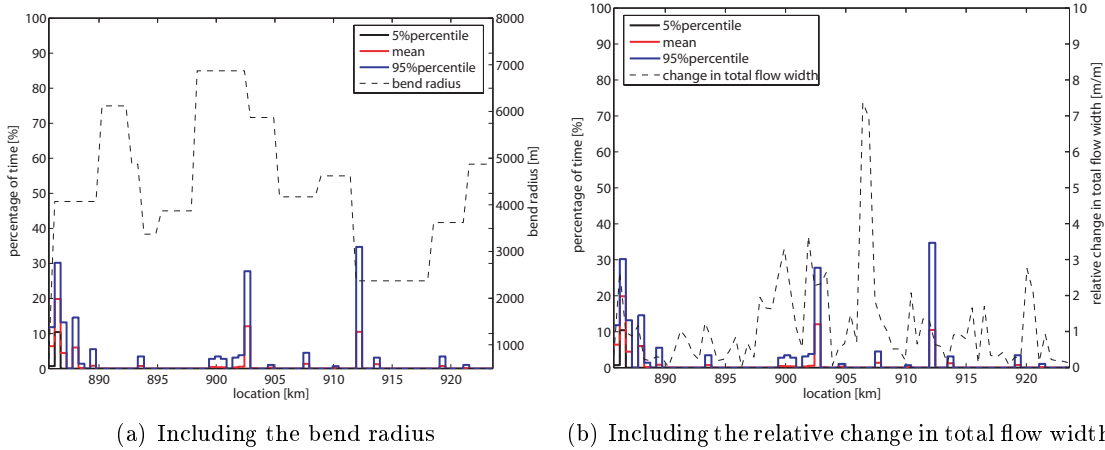 100
90
80
70
60
50
40
30
20
10
0
percentage of time [%]
8000
7000
6000
5000
4000
3000
2000
1000
bend radius [m]
5%percentile
mean
95%percentile
bend radius
890 895 900 905 910 915 920
location [km]
(a) Including the bend radius
100
90
80
70
60
50
40
30
20
10
0
percentage of time [%]
10
9
8
7
6
5
4
3
2
1
0
relative change in total flow width [m/m]
5%percentile
mean
95%percentile
change in total flow width
890 895 900 905 910 915 920
location [km]
(b) Including the relative change in total flow width